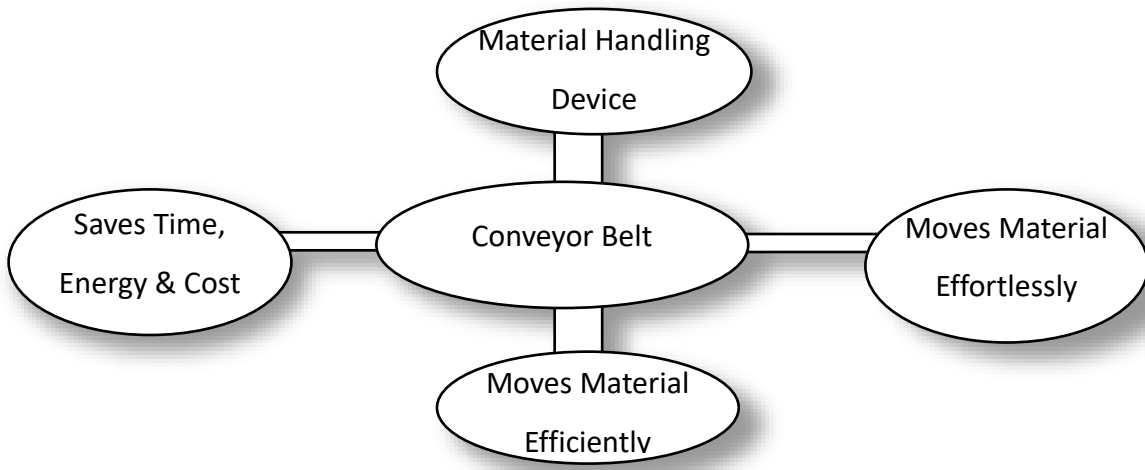 Material Handling
Device
Saves Time,
Energy & Cost
Conveyor Belt
Moves Material
Effortlessly
Moves Material
Efficiently